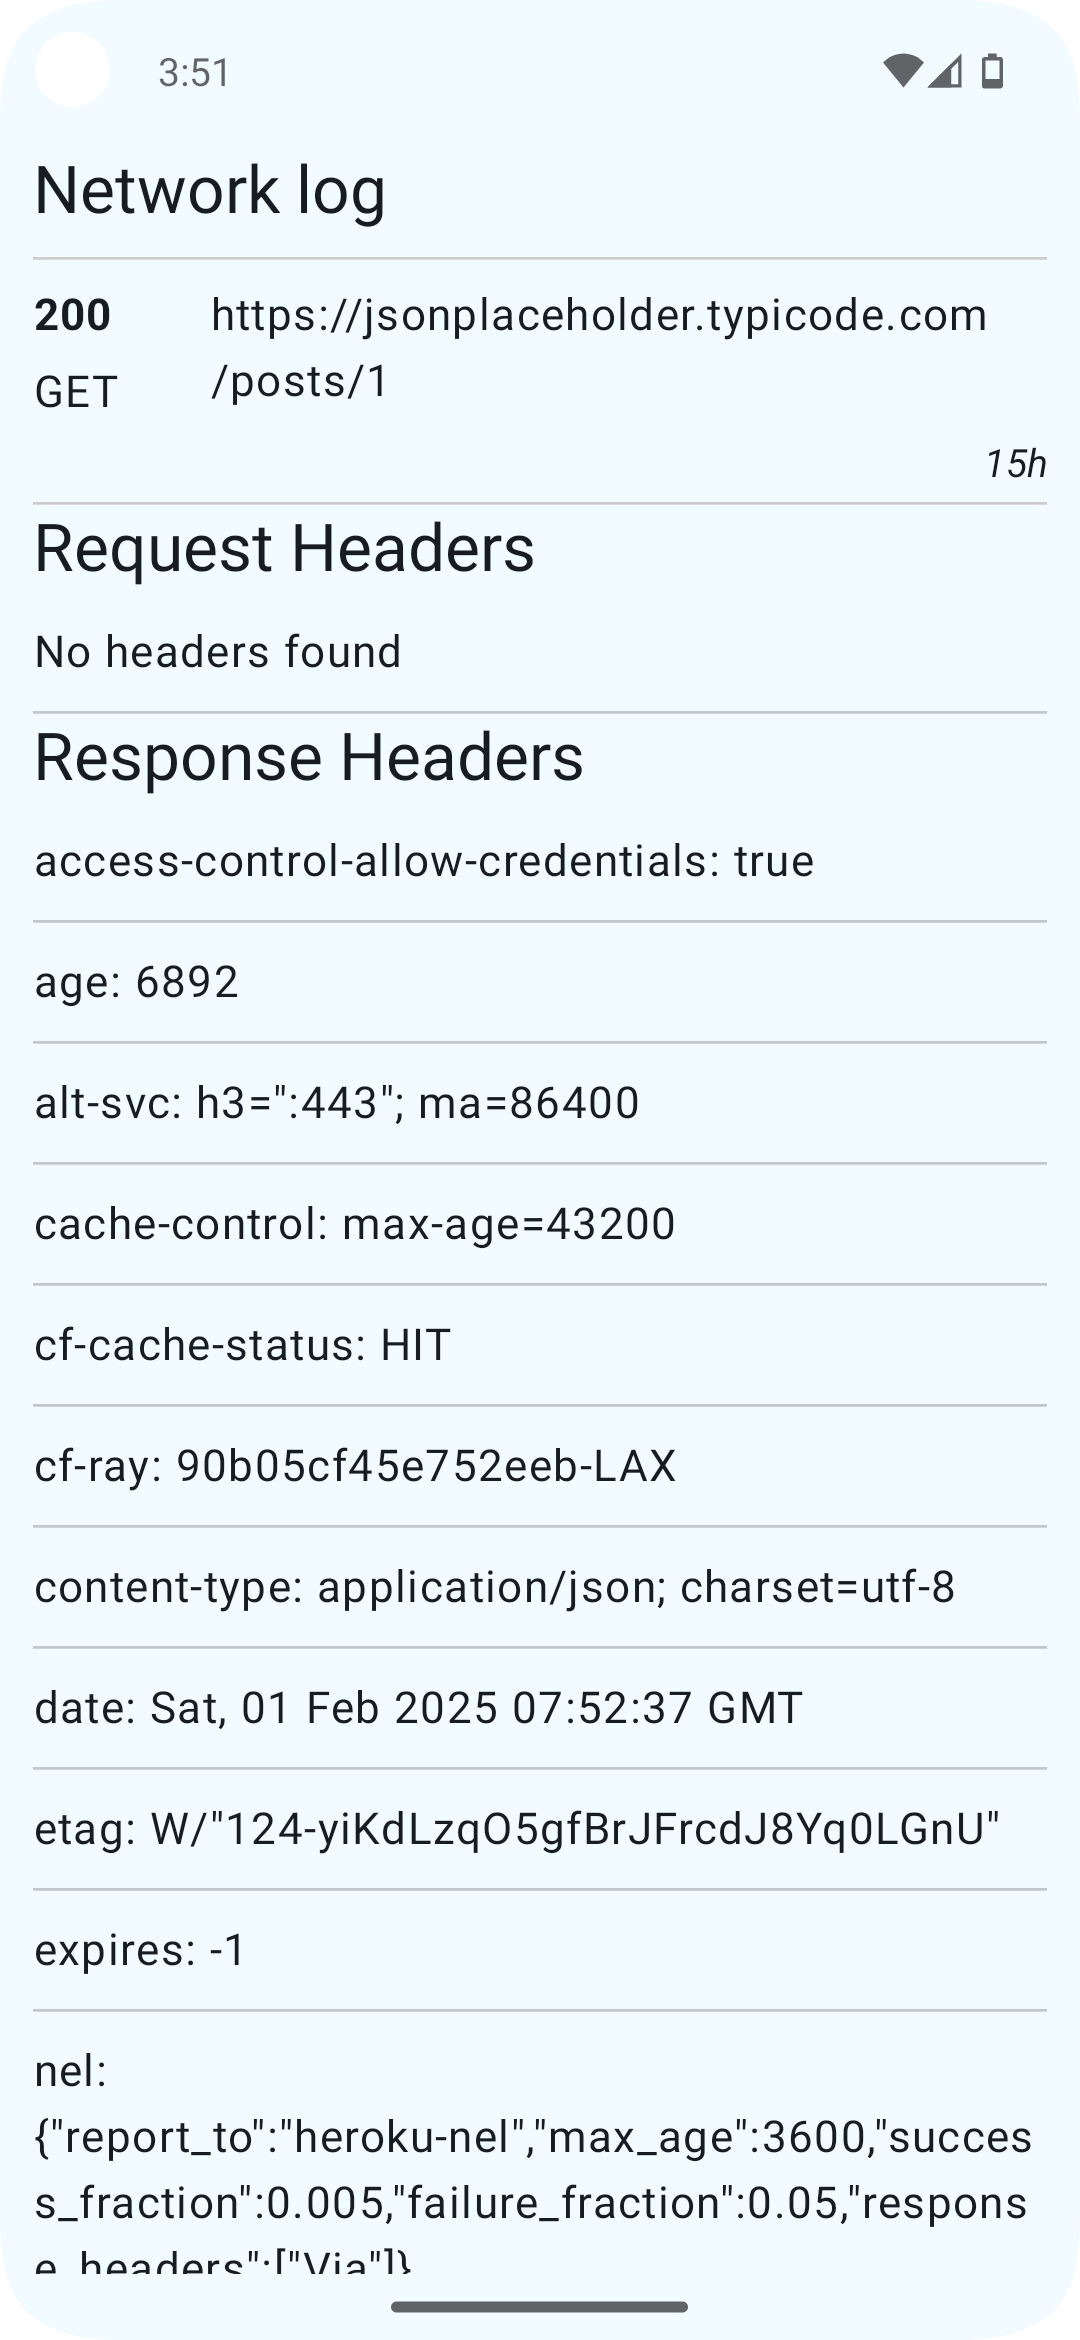 3:51
Network log
200
https://jsonplaceholder.typicode.com
/posts/1
GET
15h
Request Headers
No headers found
Response Headers
access-control-allow-credentials: true
age: 6892
alt-svc: h3=":443"; ma=86400
cache-control: max-age=43200
cf-cache-status: HIT
cf-ray: 90b05cf45e752eeb-LAX
content-type: application/json; charset=utf-8
date: Sat, 01 Feb 2025 07:52:37 GMT
etag: W/"124-yiKdLzqO5gfBrJFrcdJ8Yq0LGnU"
expires: -1
nel:
{"report_to":"heroku-nel","max_age":3600,"succes
s_fraction":0.005,"failure_fraction":0.05,"respons
e_headers":["Via"]}